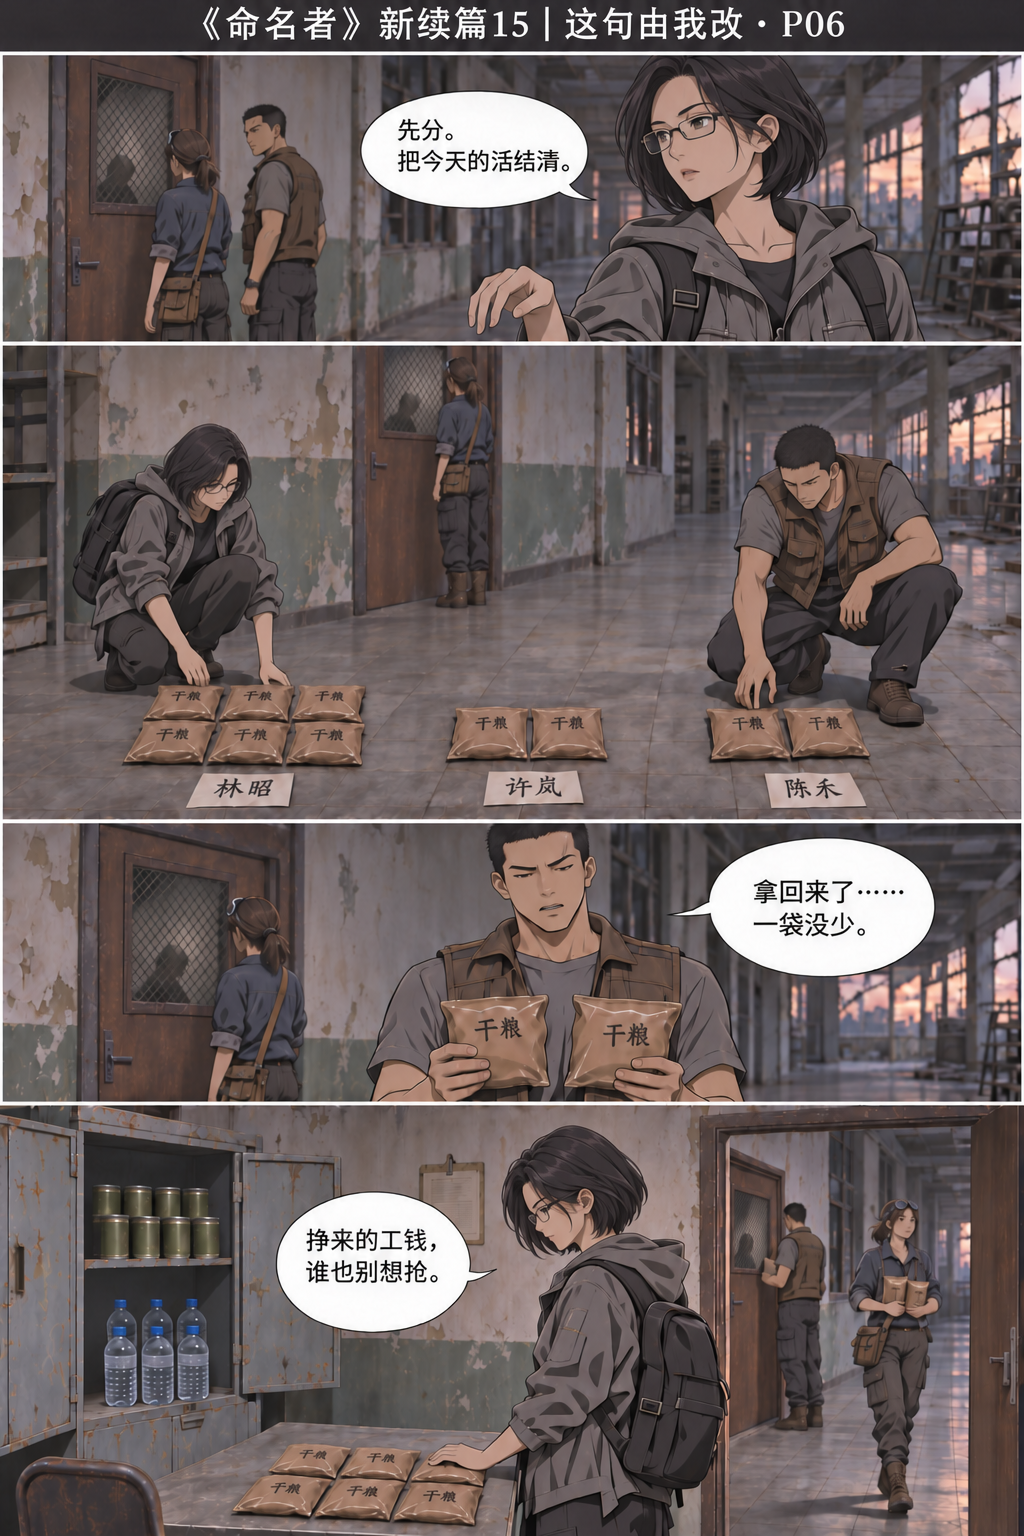 《命名者》新续篇15 | 这句由我改·P06
先分。
把今天的活结清。
干粮 干粮 干粮
干粮 干粮 干粮
干粮 干粮
干粮 干粮
林昭
许岚
陈禾
拿回来了……
一袋没少。
干粮 干粮
挣来的工钱，
谁也别想抢。
干粮 干粮
干粮 干粮 干粮